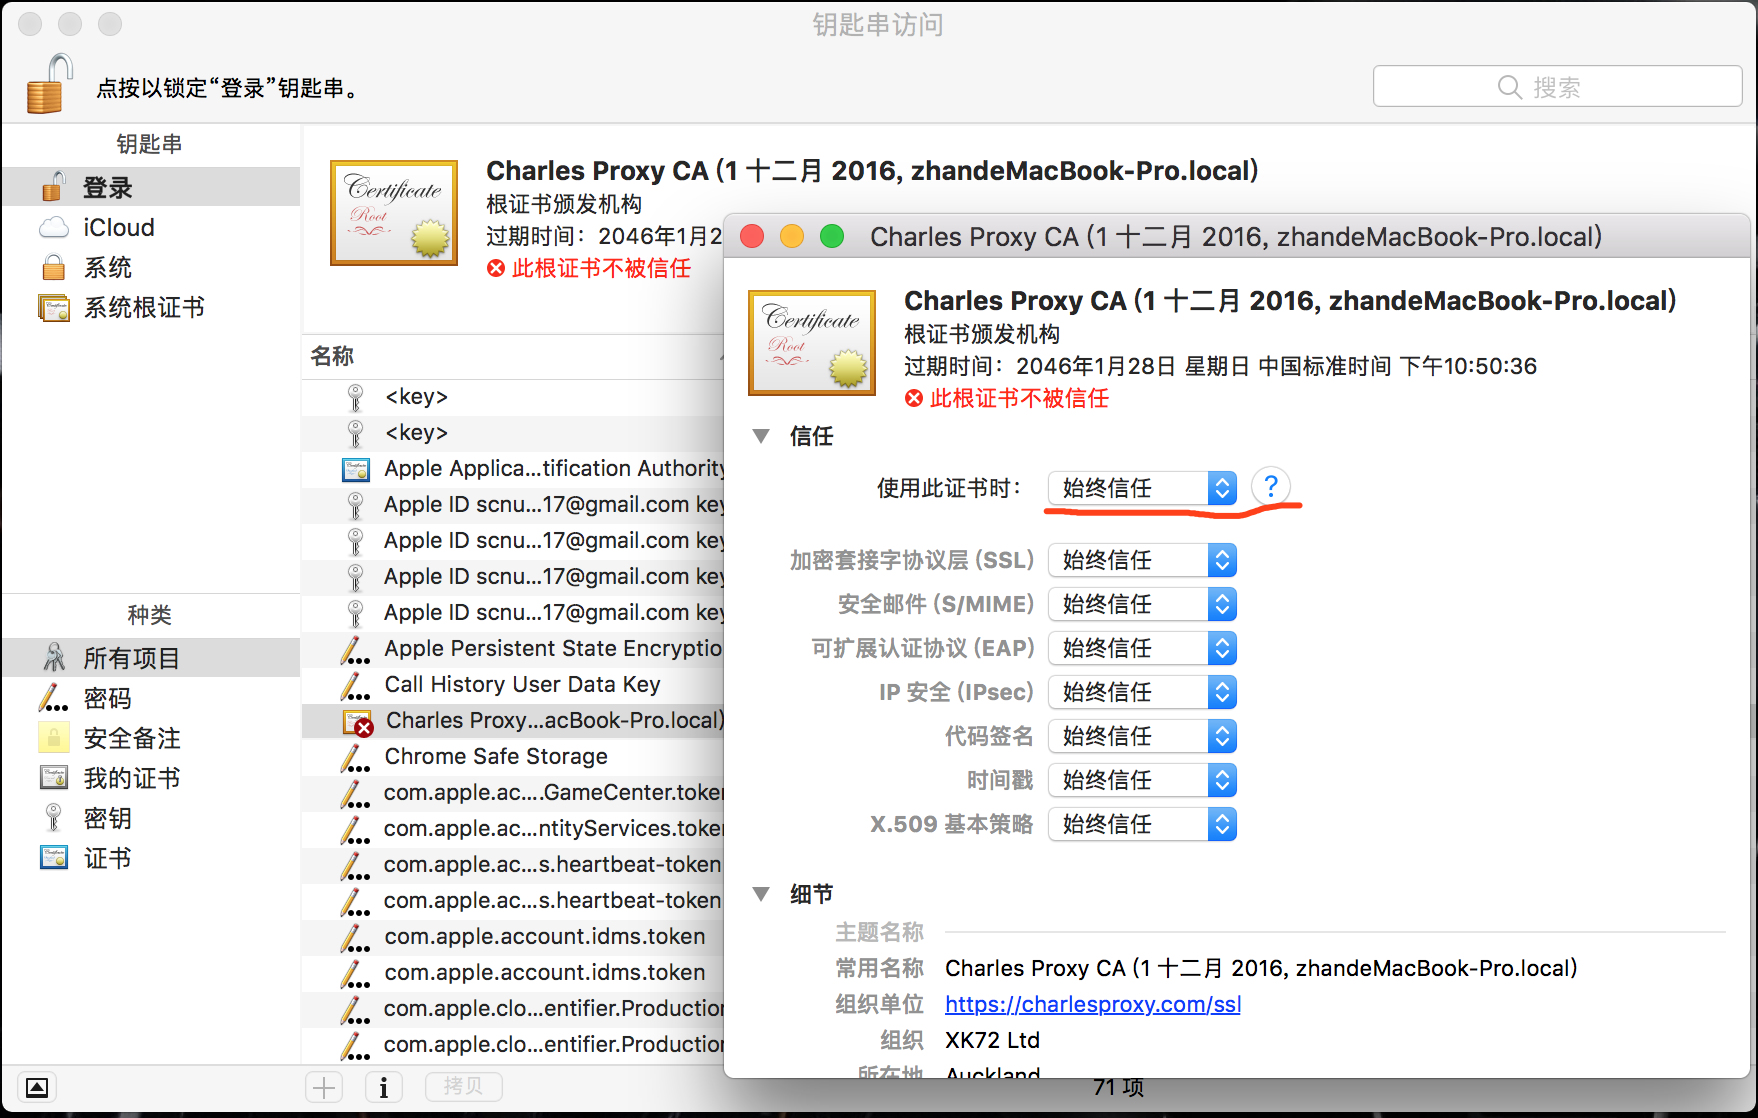 钥匙串访问
点按以锁定“登录”钥匙串。
搜索
钥匙串
登录
iCloud
系统
系统根证书
种类
所有项目
密码
安全备注
我的证书
密钥
证书
Certificate
Root
Charles Proxy CA (1 十二月 2016, zhandeMacBook-Pro.local)
根证书颁发机构
过期时间：2046年1月2
此根证书不被信任
名称
<key>
<key>
Apple Applica...tification Authority
Apple ID scnu...17@gmail.com key
Apple ID scnu...17@gmail.com key
Apple ID scnu...17@gmail.com key
Apple ID scnu...17@gmail.com key
Apple Persistent State Encryptio
Call History User Data Key
Charles Proxy...acBook-Pro.local)
Chrome Safe Storage
com.apple.ac....GameCenter.token
com.apple.ac...ntityServices.token
com.apple.ac...s.heartbeat-token
com.apple.ac...s.heartbeat-token
com.apple.account.idms.token
com.apple.account.idms.token
com.apple.clo...entifier.Production
com.apple.clo...entifier.Production
拷贝
71 项
Charles Proxy CA (1 十二月 2016, zhandeMacBook-Pro.local)
Certificate
Root
Charles Proxy CA (1 十二月 2016, zhandeMacBook-Pro.local)
根证书颁发机构
过期时间：2046年1月28日 星期日 中国标准时间 下午10:50:36
此根证书不被信任
信任
使用此证书时： 始终信任 ?
加密套接字协议层 (SSL) 始终信任
安全邮件 (S/MIME) 始终信任
可扩展认证协议 (EAP) 始终信任
IP 安全 (IPsec) 始终信任
代码签名 始终信任
时间戳 始终信任
X.509 基本策略 始终信任
细节
主题名称
常用名称 Charles Proxy CA (1 十二月 2016, zhandeMacBook-Pro.local)
组织单位 https://charlesproxy.com/ssl
组织 XK72 Ltd
所在地 Auckland